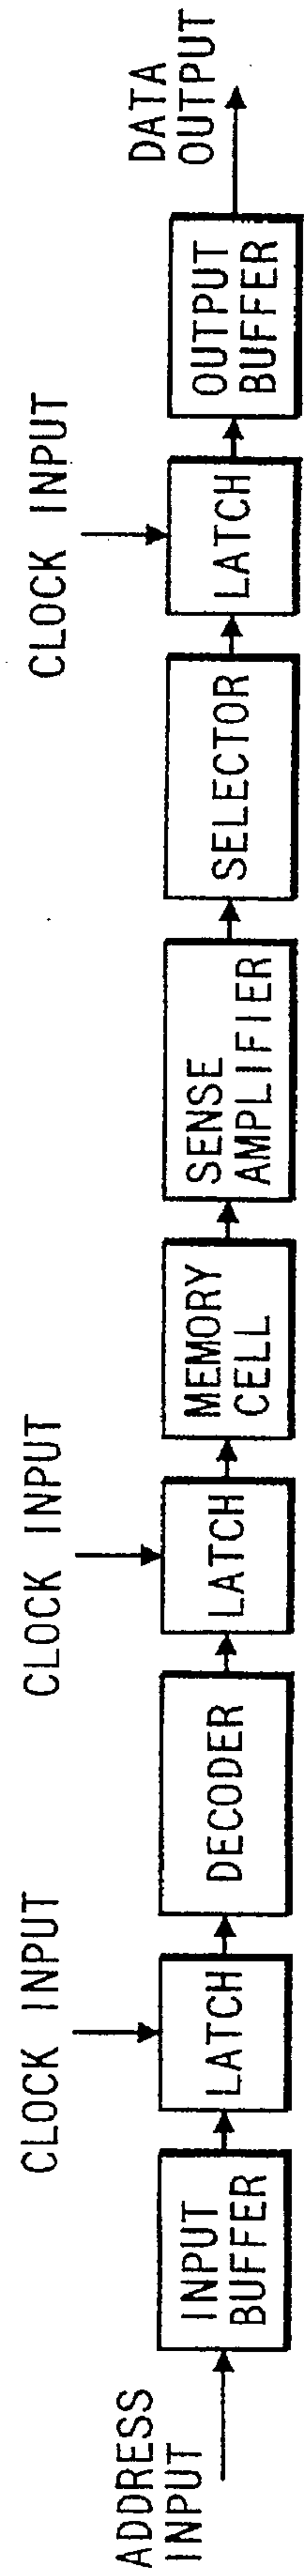 ADDRESS
INPUT
INPUT
BUFFER
CLOCK INPUT
LATCH
DECODER
CLOCK INPUT
LATCH
MEMORY
CELL
SENSE
AMPLIFIER
SELECTOR
CLOCK INPUT
LATCH
OUTPUT
BUFFER
DATA
OUTPUT